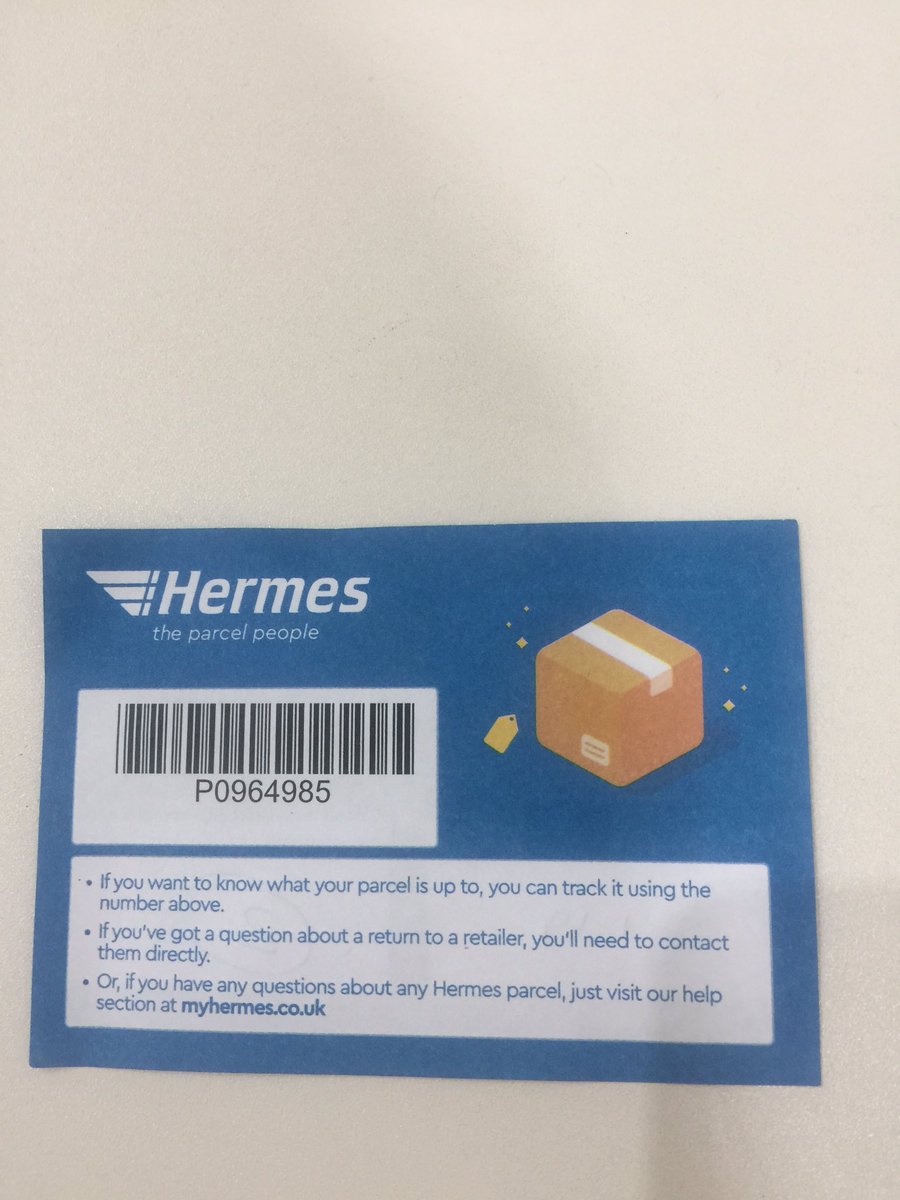 Hermes
the parcel people
P0964985
• If you want to know what your parcel is up to, you can track it using the
number above.
• If you've got a question about a return to a retailer, you'll need to contact
them directly.
• Or, if you have any questions about any Hermes parcel, just visit our help
section at myhermes.co.uk